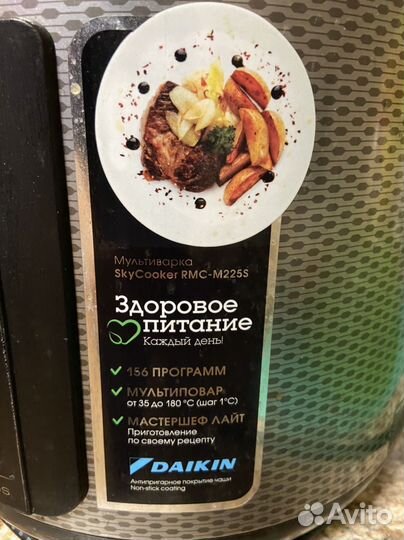 Мультиварка
SkyCooker RMC-M225S
Здоровое
питание
Каждый день!
156 ПРОГРАММ
МУЛЬТИПОВАР
от 35 до 180 °C (шаг 1°C)
МАСТЕРШЕФ ЛАЙТ
Приготовление
по своему рецепту
DAIKIN
Антипригарное покрытие чаши
Non-stick coating
Avito